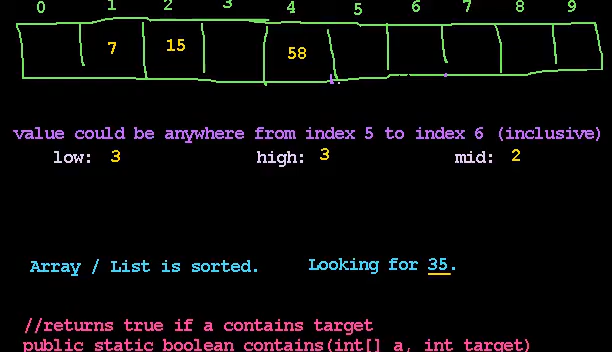 0 1 2 3 4 5 6 7 8 9
7 15 58
value could be anywhere from index 5 to index 6 (inclusive)
low: 3 high: 3 mid: 2
Array / List is sorted. Looking for 35.
//returns true if a contains target
public static boolean contains(int[] a, int target)